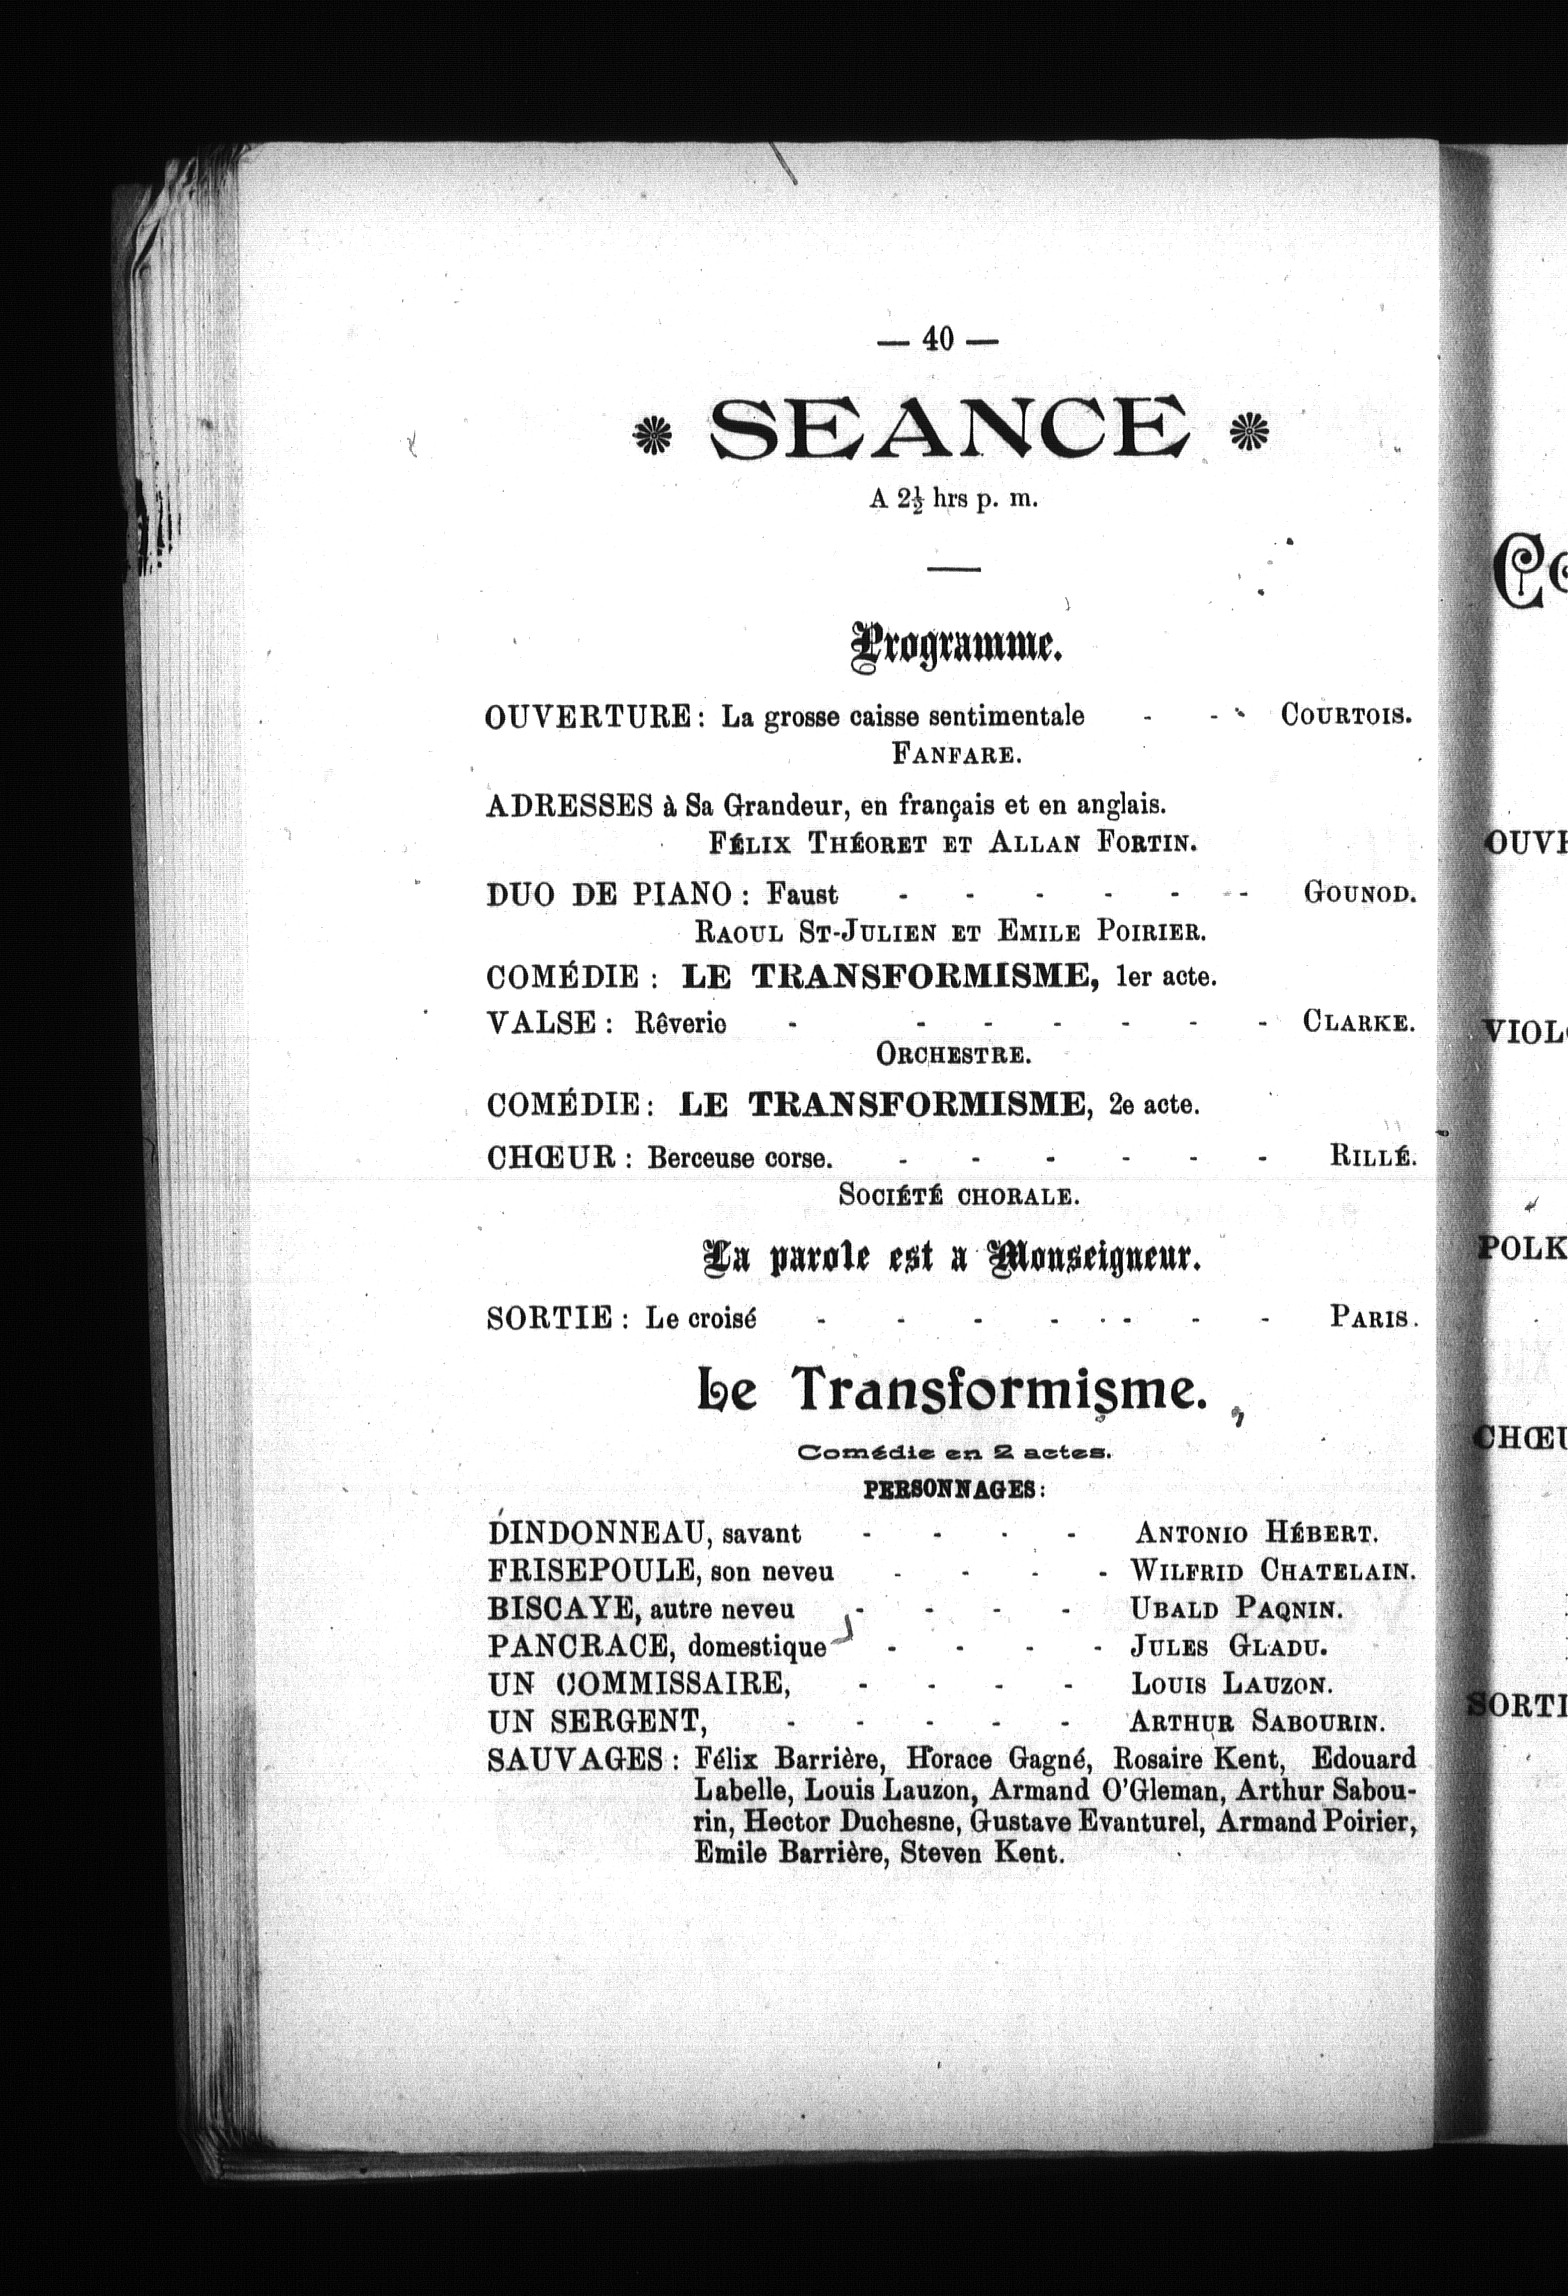 — 40 —
SEANCE
A 2½ hrs p. m.
Programme.
OUVERTURE : La grosse caisse sentimentale - - COURTOIS.
FANFARE.
ADRESSES à Sa Grandeur, en français et en anglais.
FÉLIX THÉORET ET ALLAN FORTIN.
DUO DE PIANO : Faust - - - - - - GOUNOD.
RAOUL ST-JULIEN ET EMILE POIRIER.
COMÉDIE : LE TRANSFORMISME, 1er acte.
VALSE : Rêverie - - - - - - - CLARKE.
ORCHESTRE.
COMÉDIE : LE TRANSFORMISME, 2e acte.
CHŒUR : Berceuse corse. - - - - - - RILLÉ.
SOCIÉTÉ CHORALE.
La parole est a Monseigneur.
SORTIE : Le croisé - - - - - - - PARIS.
Le Transformisme.
Comédie en 2 actes.
PERSONNAGES :
DINDONNEAU, savant - - - - ANTONIO HÉBERT.
FRISEPOULE, son neveu - - - - WILFRID CHATELAIN.
BISCAYE, autre neveu - - - - UBALD PAQNIN.
PANCRACE, domestique - - - - JULES GLADU.
UN COMMISSAIRE, - - - - LOUIS LAUZON.
UN SERGENT, - - - - - ARTHUR SABOURIN.
SAUVAGES : Félix Barrière, Horace Gagné, Rosaire Kent, Edouard
Labelle, Louis Lauzon, Armand O'Gleman, Arthur Sabou-
rin, Hector Duchesne, Gustave Evanturel, Armand Poirier,
Emile Barrière, Steven Kent.